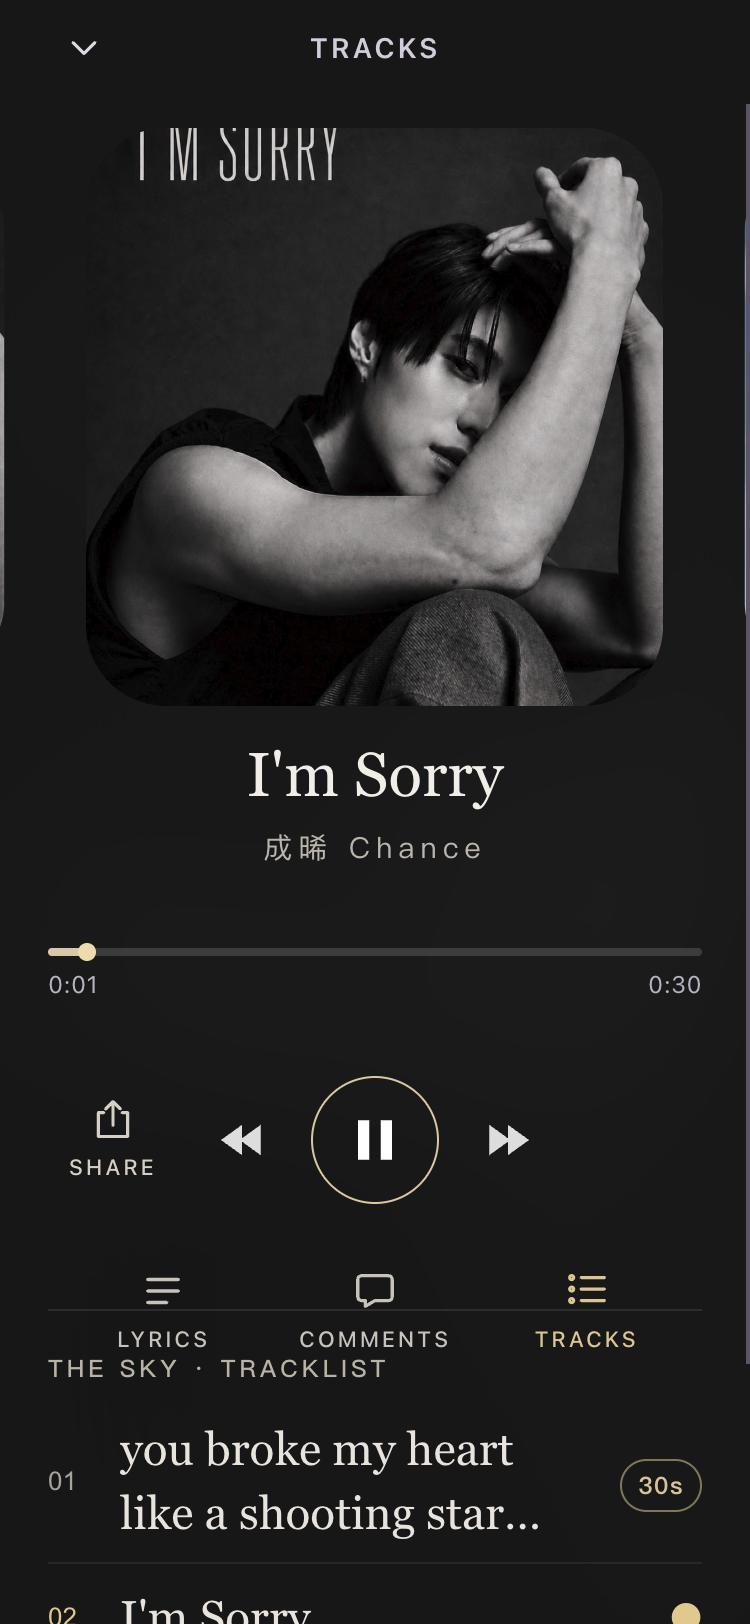 TRACKS
I'M SORRY
I'm Sorry
成晞 Chance
0:01
0:30
SHARE
LYRICS
COMMENTS
TRACKS
THE SKY · TRACKLIST
01
you broke my heart
like a shooting star...
30s
02
I'm Sorry